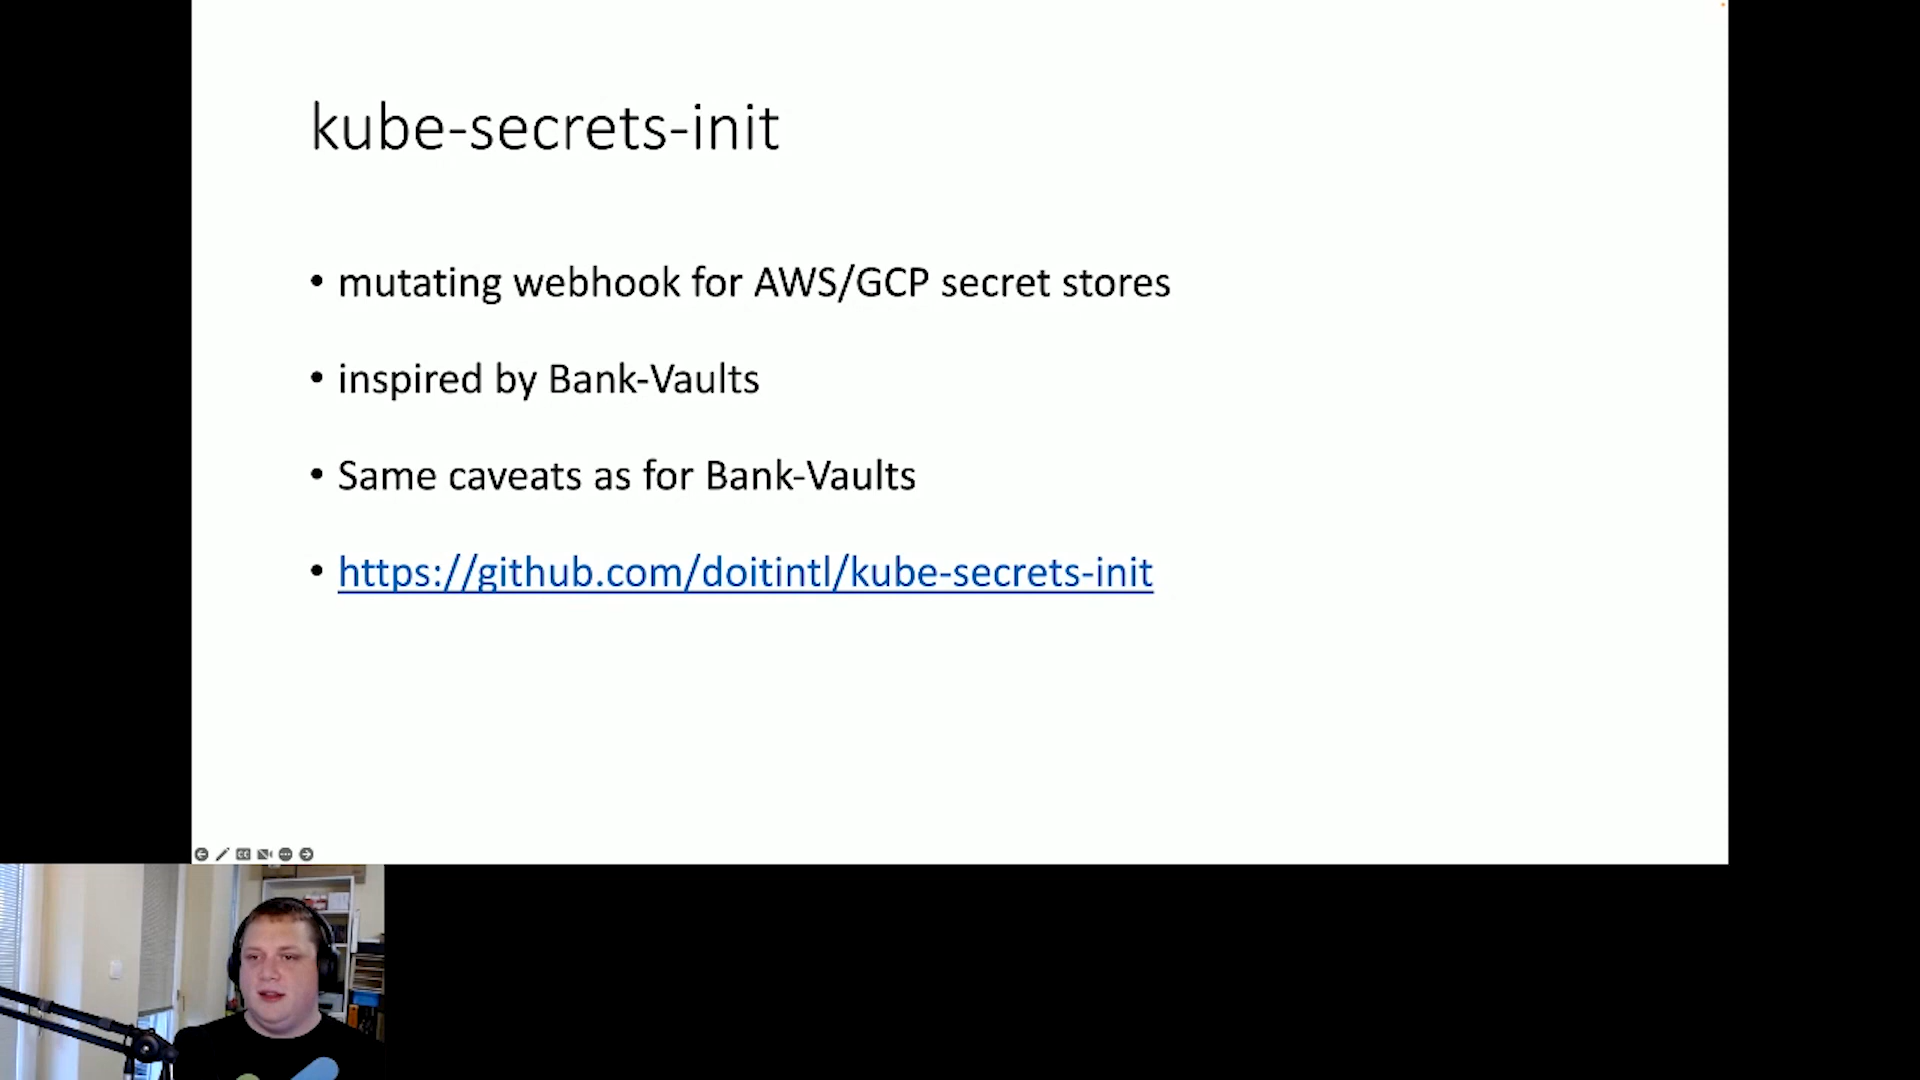 kube-secrets-init
• mutating webhook for AWS/GCP secret stores
• inspired by Bank-Vaults
• Same caveats as for Bank-Vaults
• https://github.com/doitintl/kube-secrets-init